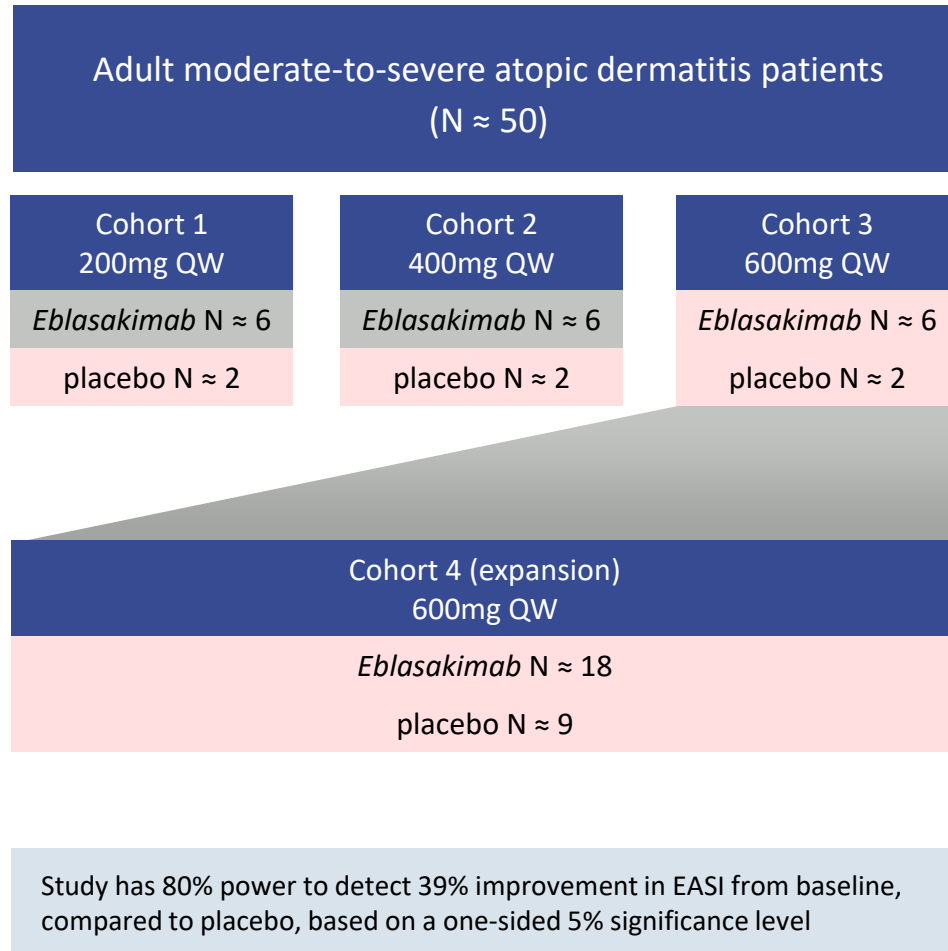 Adult moderate-to-severe atopic dermatitis patients
(N ≈ 50)
Cohort 1
200mg QW
Eblasakimab N ≈ 6
placebo N ≈ 2
Cohort 2
400mg QW
Eblasakimab N ≈ 6
placebo N ≈ 2
Cohort 3
600mg QW
Eblasakimab N ≈ 6
placebo N ≈ 2
Cohort 4 (expansion)
600mg QW
Eblasakimab N ≈ 18
placebo N ≈ 9
Study has 80% power to detect 39% improvement in EASI from baseline,
compared to placebo, based on a one-sided 5% significance level